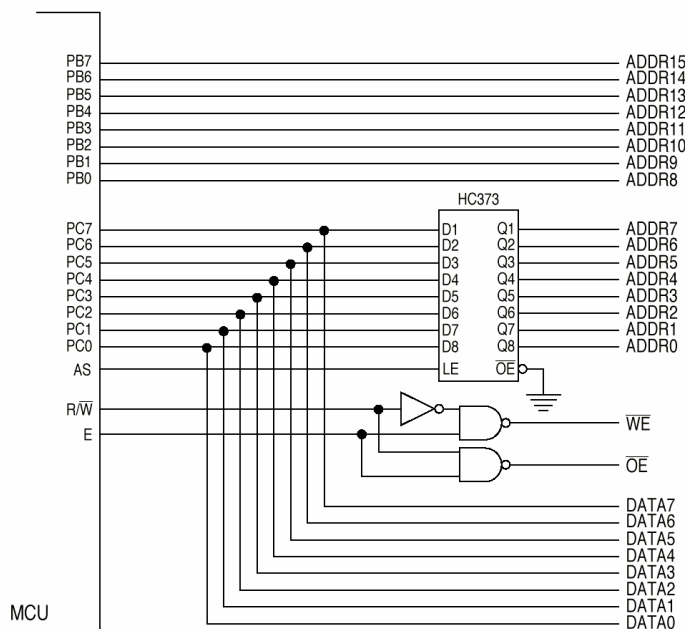 PB7 ADDR15
PB6 ADDR14
PB5 ADDR13
PB4 ADDR12
PB3 ADDR11
PB2 ADDR10
PB1 ADDR9
PB0 ADDR8
HC373
PC7 D1 Q1 ADDR7
PC6 D2 Q2 ADDR6
PC5 D3 Q3 ADDR5
PC4 D4 Q4 ADDR4
PC3 D5 Q5 ADDR3
PC2 D6 Q6 ADDR2
PC1 D7 Q7 ADDR1
PC0 D8 Q8 ADDR0
AS LE O̅E̅
R/W̅
W̅E̅
E
O̅E̅
DATA7
DATA6
DATA5
DATA4
DATA3
DATA2
DATA1
MCU
DATA0